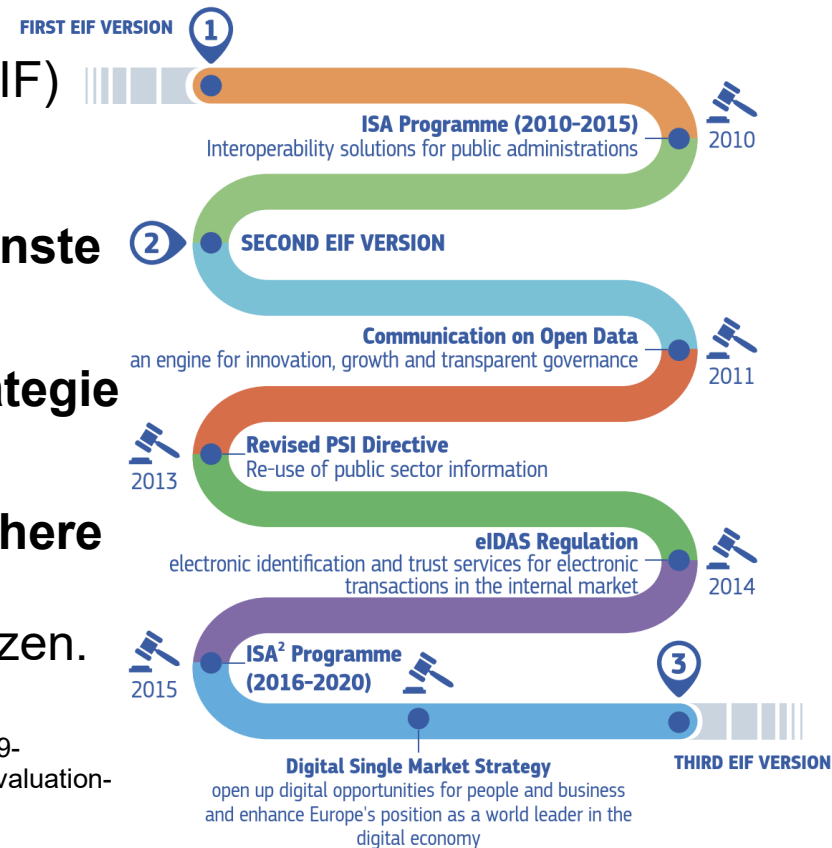 FIRST EIF VERSION
1
IF)
ISA Programme (2010-2015)
Interoperability solutions for public administrations
2010
nste
2
SECOND EIF VERSION
Communication on Open Data
an engine for innovation, growth and transparent governance
2011
ategie
Revised PSI Directive
Re-use of public sector information
2013
here
eIDAS Regulation
electronic identification and trust services for electronic
transactions in the internal market
2014
zen.
ISA² Programme
(2016-2020)
2015
3
9-
valuation-
Digital Single Market Strategy
THIRD EIF VERSION
open up digital opportunities for people and business
and enhance Europe's position as a world leader in the
digital economy